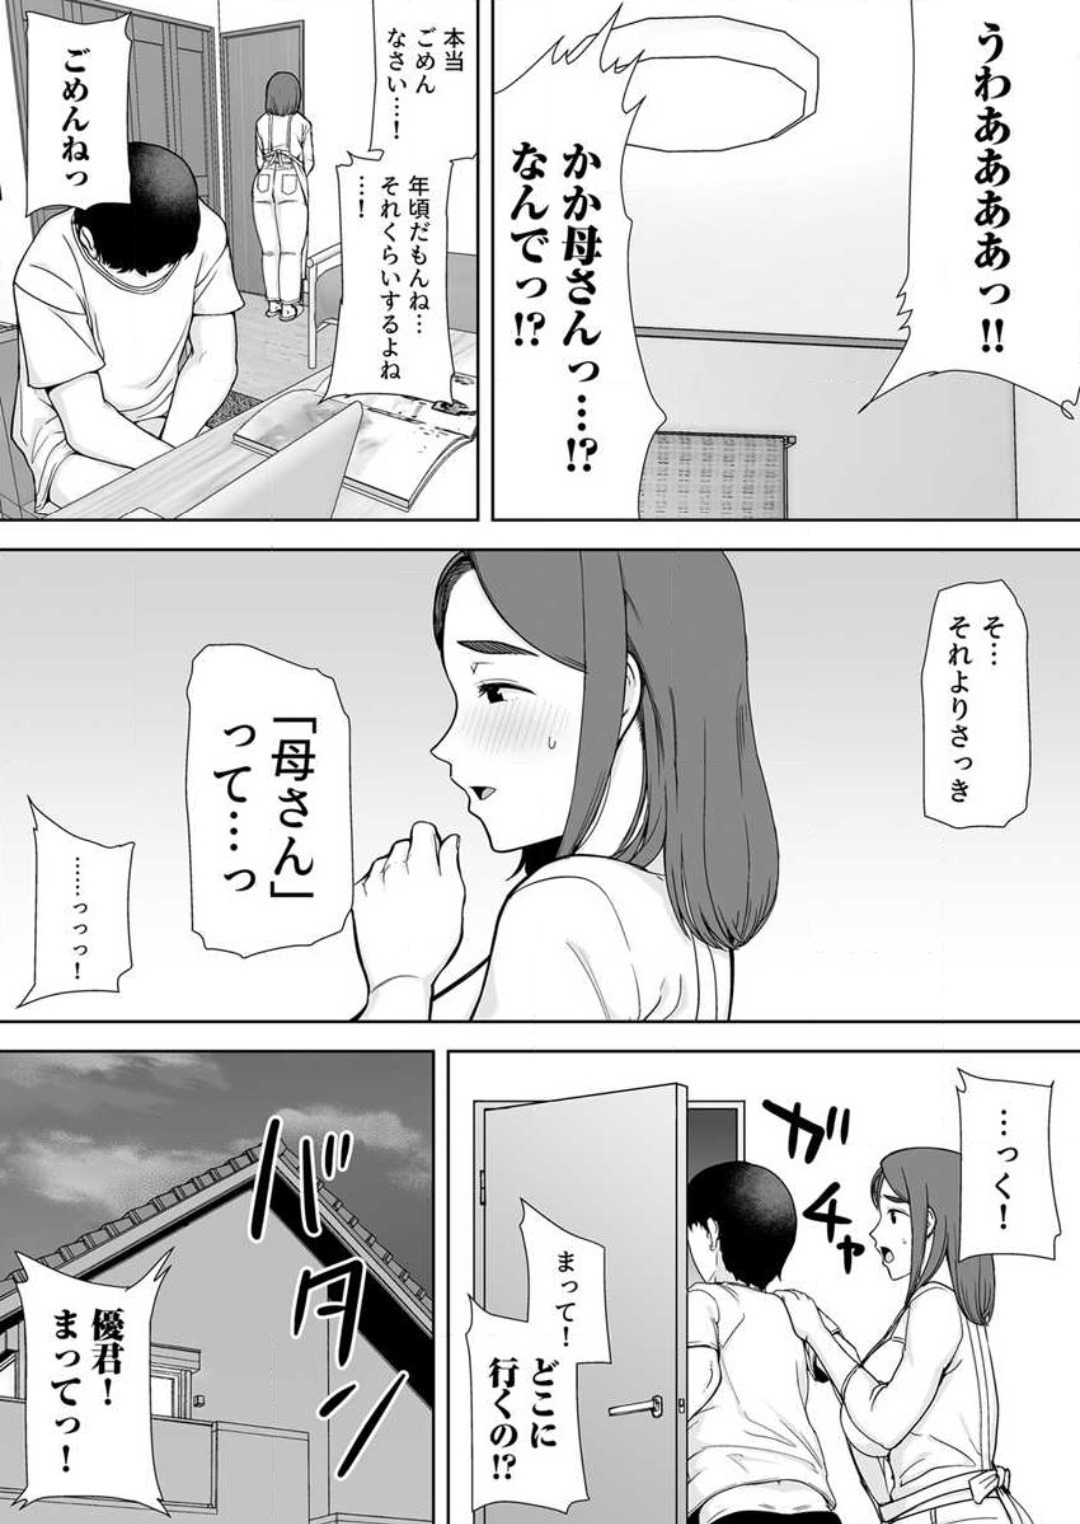 うわああああっ!!
かか母さんっ…!?
なんでっ!?
本当
ごめん
なさい…!
年頃だもんね…
それくらいするよね
…!
ごめんねっ
そ…
それよりさっき
「母さん」
って…っ
……っっっ!
…っく!
ガチャ
まって!
どこに
行くの!?
バタン
優君!
まってっ!